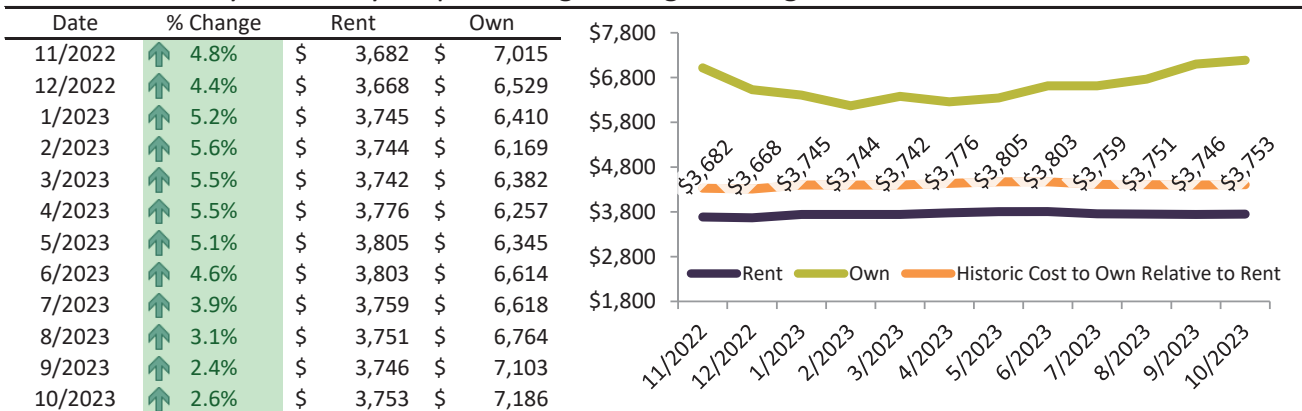 Date % Change Rent Own
11/2022 4.8% $ 3,682 $ 7,015
12/2022 4.4% $ 3,668 $ 6,529
1/2023 5.2% $ 3,745 $ 6,410
2/2023 5.6% $ 3,744 $ 6,169
3/2023 5.5% $ 3,742 $ 6,382
4/2023 5.5% $ 3,776 $ 6,257
5/2023 5.1% $ 3,805 $ 6,345
6/2023 4.6% $ 3,803 $ 6,614
7/2023 3.9% $ 3,759 $ 6,618
8/2023 3.1% $ 3,751 $ 6,764
9/2023 2.4% $ 3,746 $ 7,103
10/2023 2.6% $ 3,753 $ 7,186
$7,800
$6,800
$5,800
$4,800
$3,800
$2,800
$1,800
$3,682 $3,668 $3,745 $3,744 $3,742 $3,776 $3,805 $3,803 $3,759 $3,751 $3,746 $3,753
Rent Own Historic Cost to Own Relative to Rent
11/2022 12/2022 1/2023 2/2023 3/2023 4/2023 5/2023 6/2023 7/2023 8/2023 9/2023 10/2023